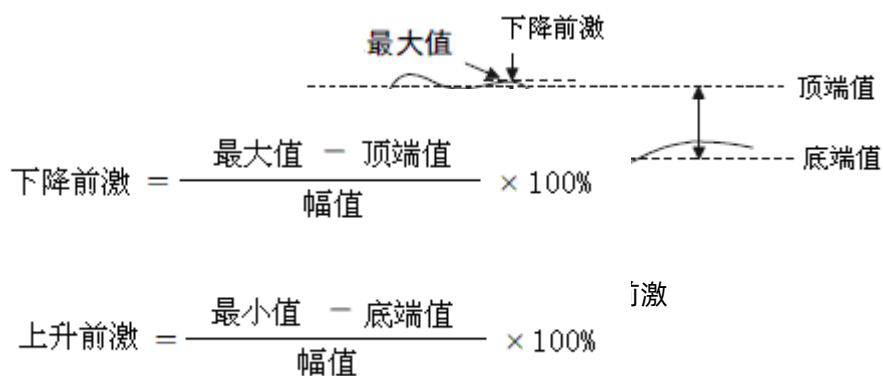 下降前激
最大值
顶端值
底端值
下降前激 = 最大值 - 顶端值 / 幅值 × 100%
前激
上升前激 = 最小值 - 底端值 / 幅值 × 100%